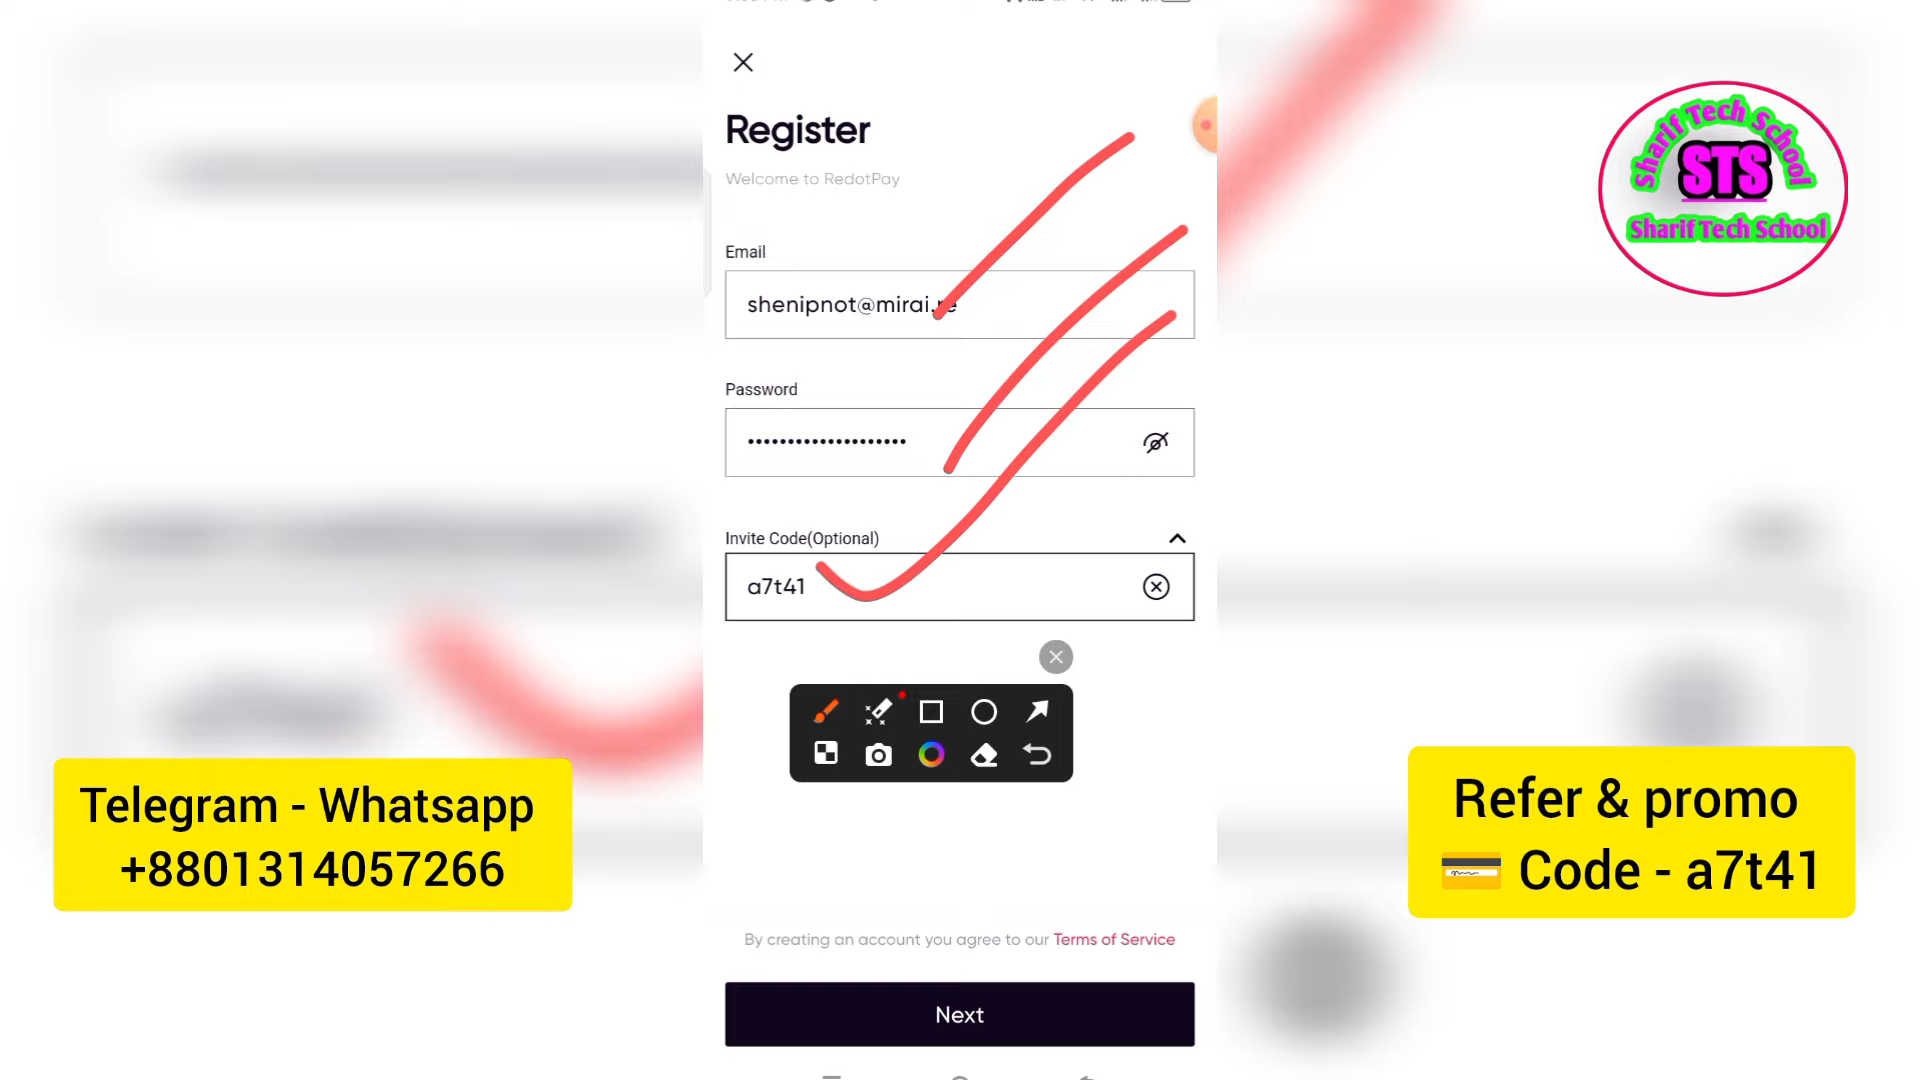 Register
Welcome to RedotPay
Email
shenipnot@mirai.re
Password
Invite Code(Optional)
a7t41
By creating an account you agree to our Terms of Service
Next
Sharif Tech School
STS
Sharif Tech School
Telegram - Whatsapp
+8801314057266
Refer & promo
Code - a7t41